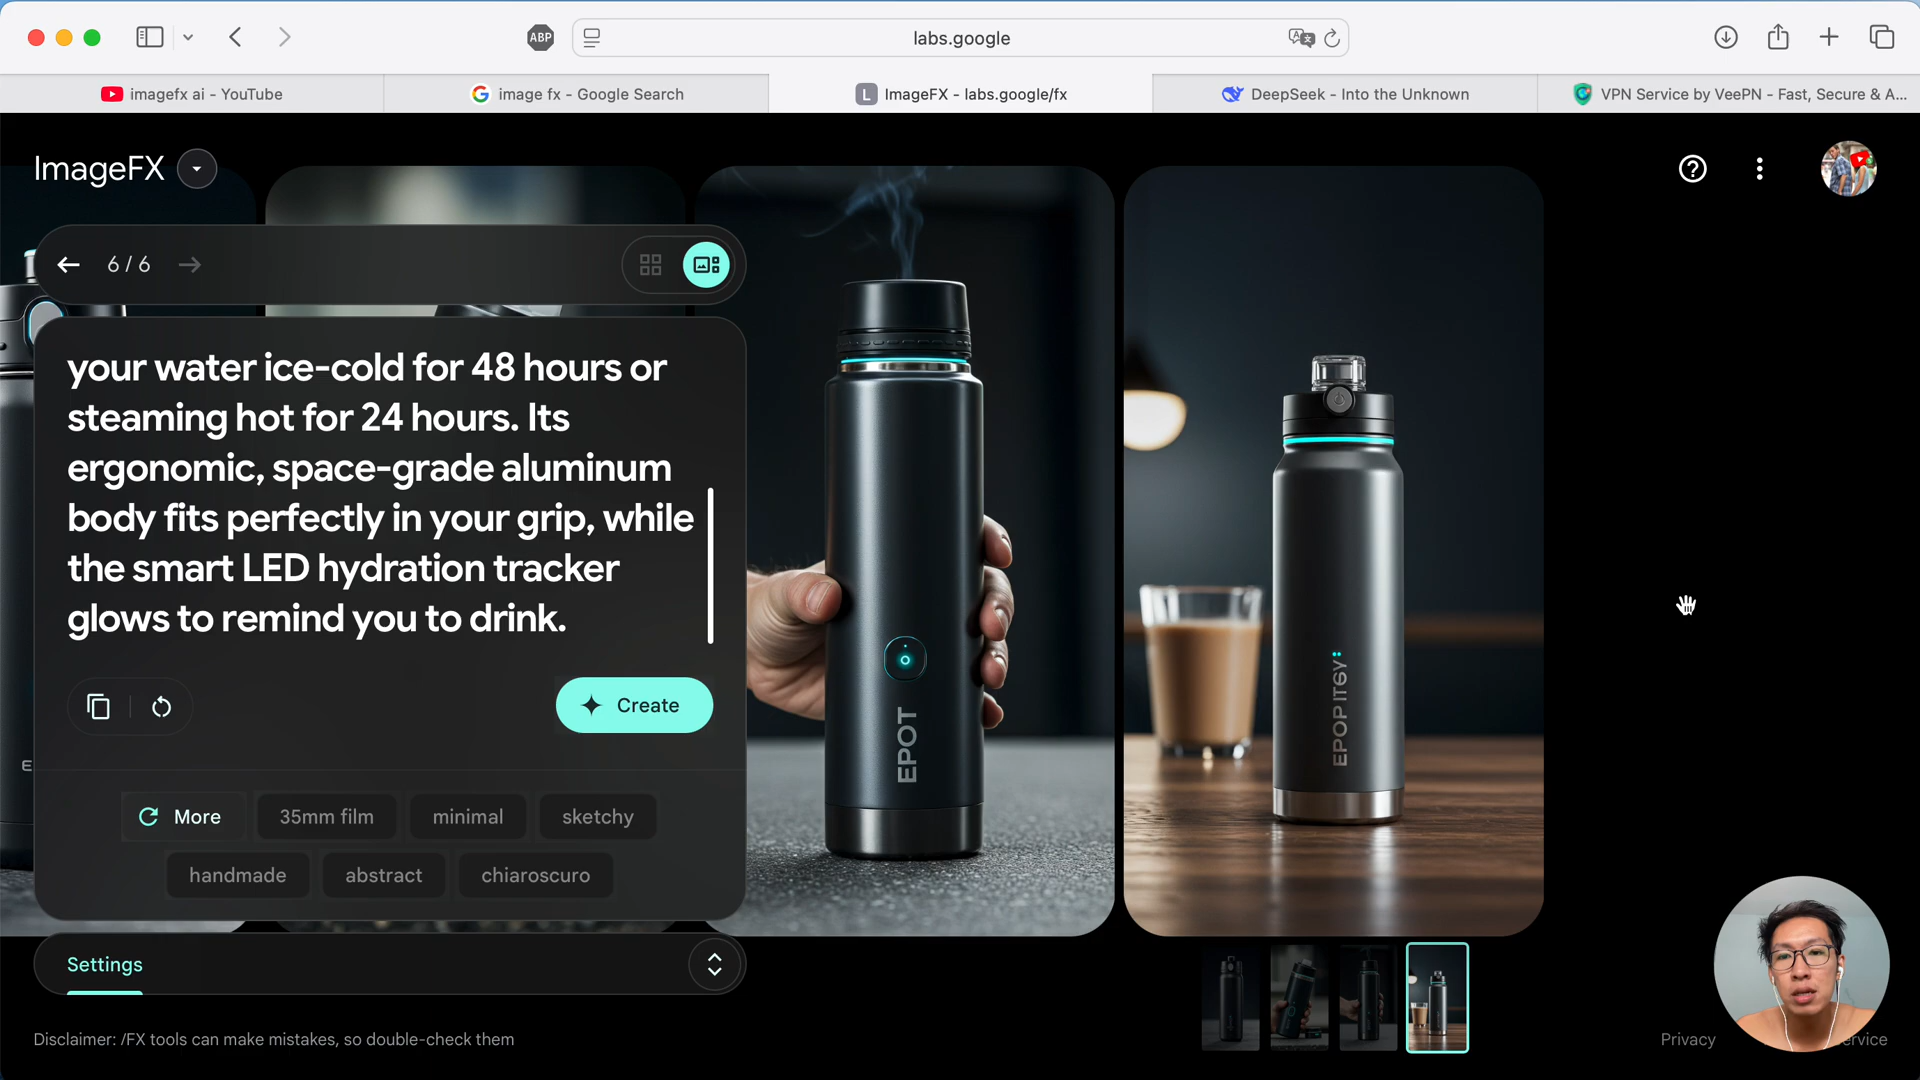 ABP
labs.google
imagefx ai - YouTube
image fx - Google Search
L
ImageFX - labs.google/fx
DeepSeek - Into the Unknown
VPN Service by VeePN - Fast, Secure & A...
ImageFX
6 / 6
your water ice-cold for 48 hours or
steaming hot for 24 hours. Its
ergonomic, space-grade aluminum
body fits perfectly in your grip, while
the smart LED hydration tracker
glows to remind you to drink.
Create
More
35mm film
minimal
sketchy
handmade
abstract
chiaroscuro
Settings
EPOT
Disclaimer: /FX tools can make mistakes, so double-check them
Privacy